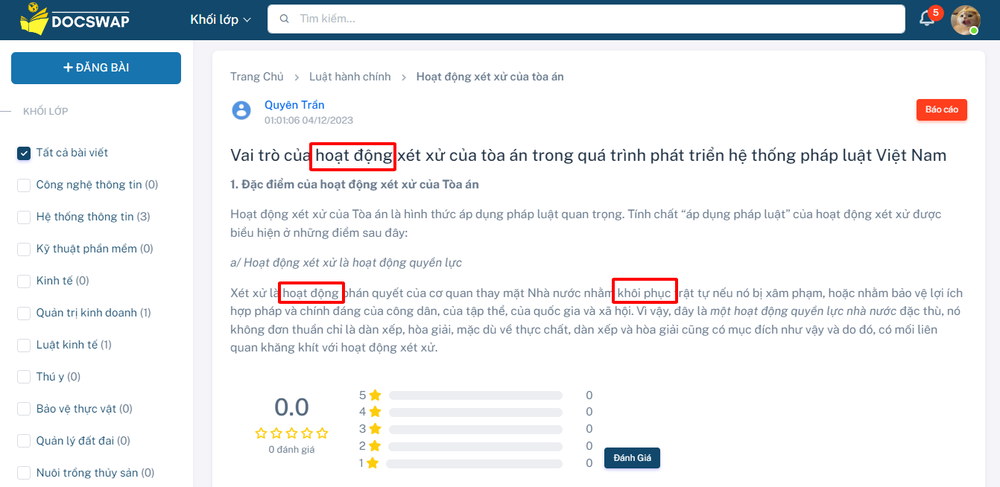 DOCSWAP
Khối lớp
Tìm kiếm...
5
+ ĐĂNG BÀI
KHỐI LỚP
Tất cả bài viết
Công nghệ thông tin (0)
Hệ thống thông tin (3)
Kỹ thuật phần mềm (0)
Kinh tế (0)
Quản trị kinh doanh (1)
Luật kinh tế (1)
Thú y (0)
Bảo vệ thực vật (0)
Quản lý đất đai (0)
Nuôi trồng thủy sản (0)
Trang Chủ > Luật hành chính > Hoạt động xét xử của tòa án
Quyên Trần
01:01:06 04/12/2023
Báo cáo
Vai trò của hoạt động xét xử của tòa án trong quá trình phát triển hệ thống pháp luật Việt Nam
1. Đặc điểm của hoạt động xét xử của Tòa án
Hoạt động xét xử của Tòa án là hình thức áp dụng pháp luật quan trọng. Tính chất “áp dụng pháp luật” của hoạt động xét xử được
biểu hiện ở những điểm sau đây:
a/ Hoạt động xét xử là hoạt động quyền lực
Xét xử là hoạt động phán quyết của cơ quan thay mặt Nhà nước nhằm khôi phục trật tự nếu nó bị xâm phạm, hoặc nhằm bảo vệ lợi ích
hợp pháp và chính đáng của công dân, của tập thể, của quốc gia và xã hội. Vì vậy, đây là một hoạt động quyền lực nhà nước đặc thù, nó
không đơn thuần chỉ là dàn xếp, hòa giải, mặc dù về thực chất, dàn xếp và hòa giải cũng có mục đích như vậy và do đó, có mối liên
quan khăng khít với hoạt động xét xử.
0.0
0 đánh giá
5 0
4 0
3 0
2 0
1 0
Đánh Giá